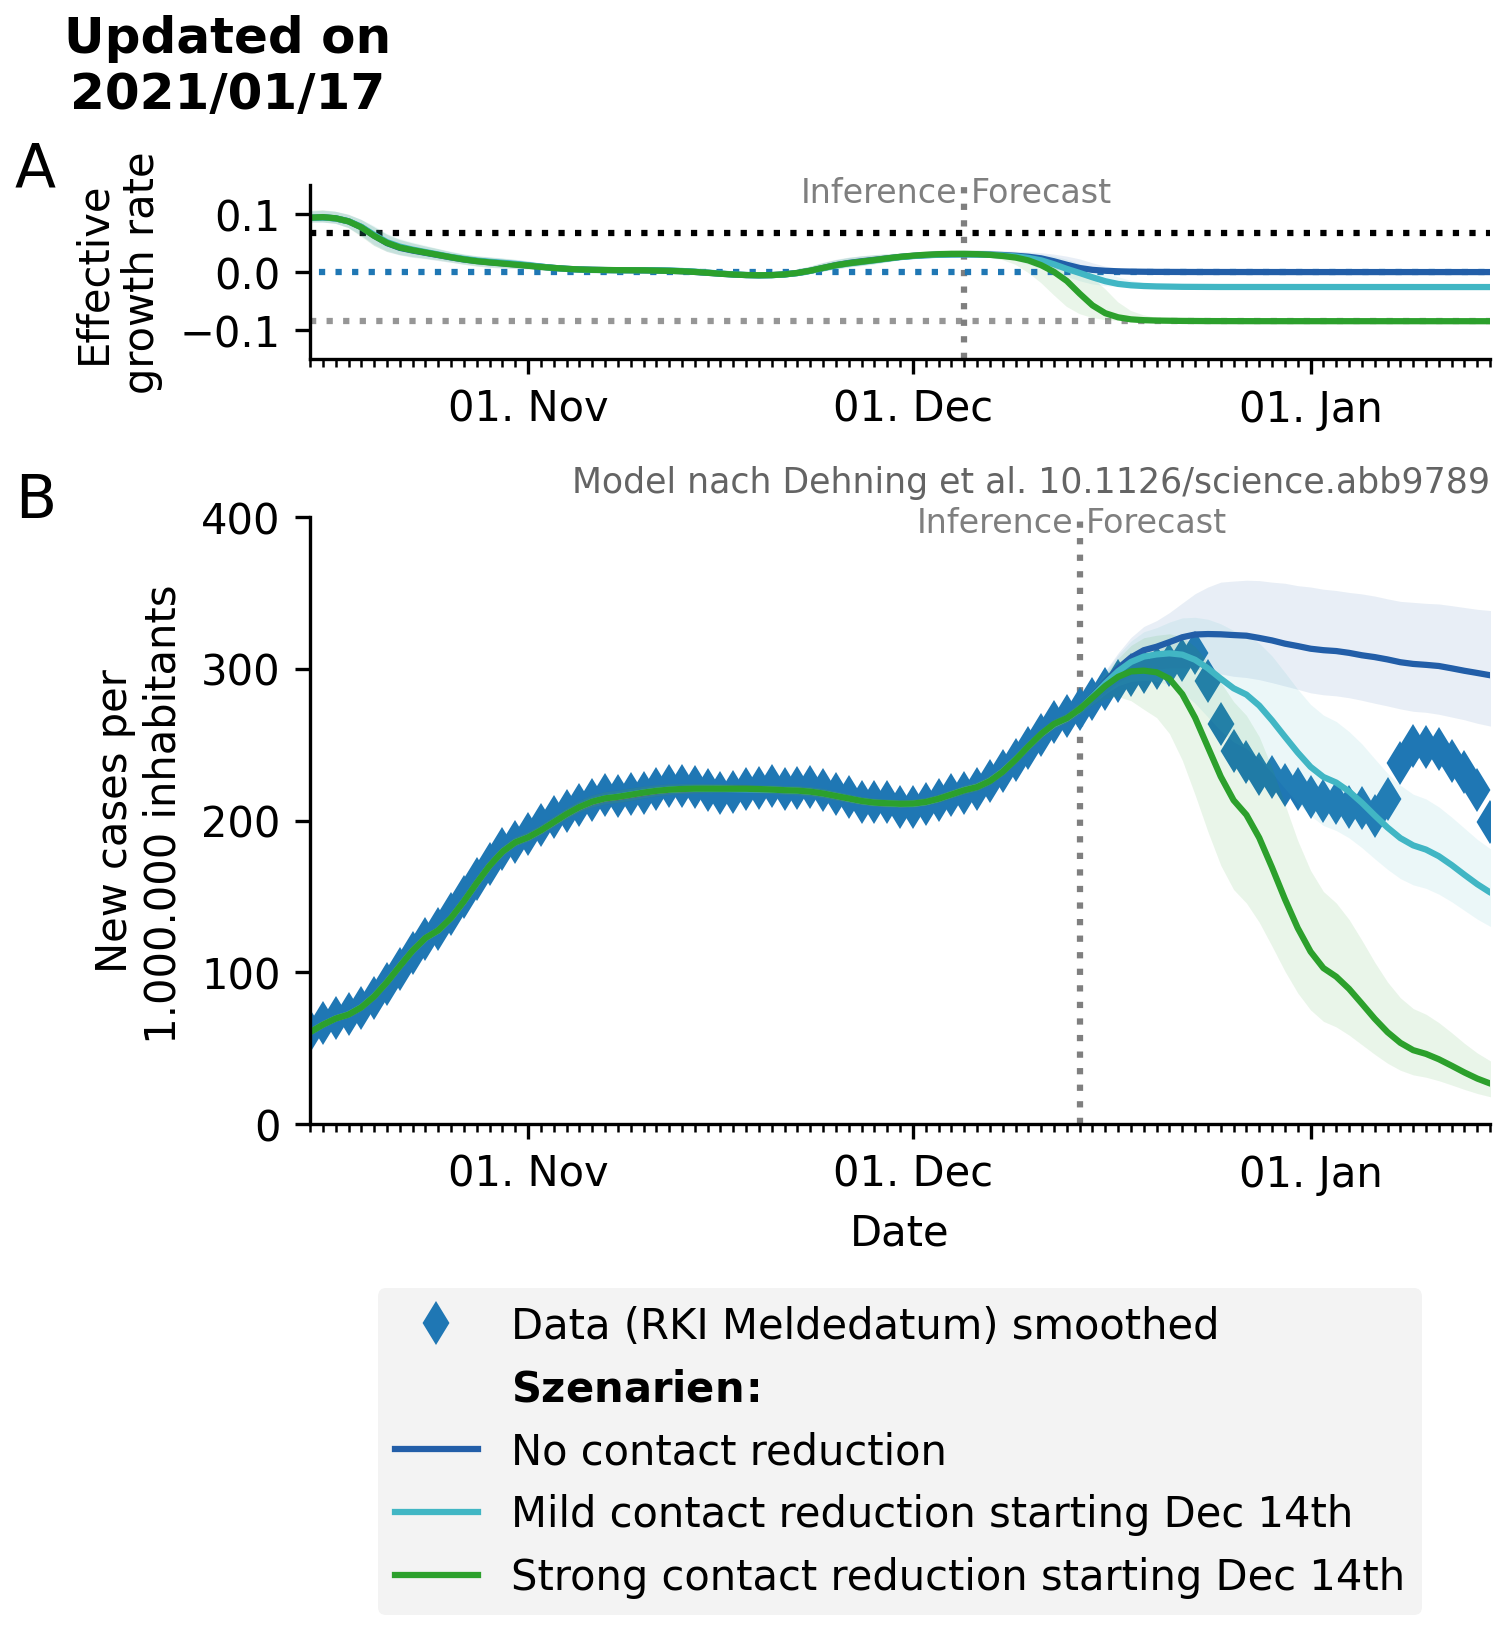 Updated on
2021/01/17
A
Effective
growth rate
0.1
0.0
−0.1
Inference
Forecast
01. Nov
01. Dec
01. Jan
B
Model nach Dehning et al. 10.1126/science.abb9789
Inference
Forecast
New cases per
1.000.000 inhabitants
400
300
200
100
0
01. Nov
01. Dec
01. Jan
Date
Data (RKI Meldedatum) smoothed
Szenarien:
No contact reduction
Mild contact reduction starting Dec 14th
Strong contact reduction starting Dec 14th